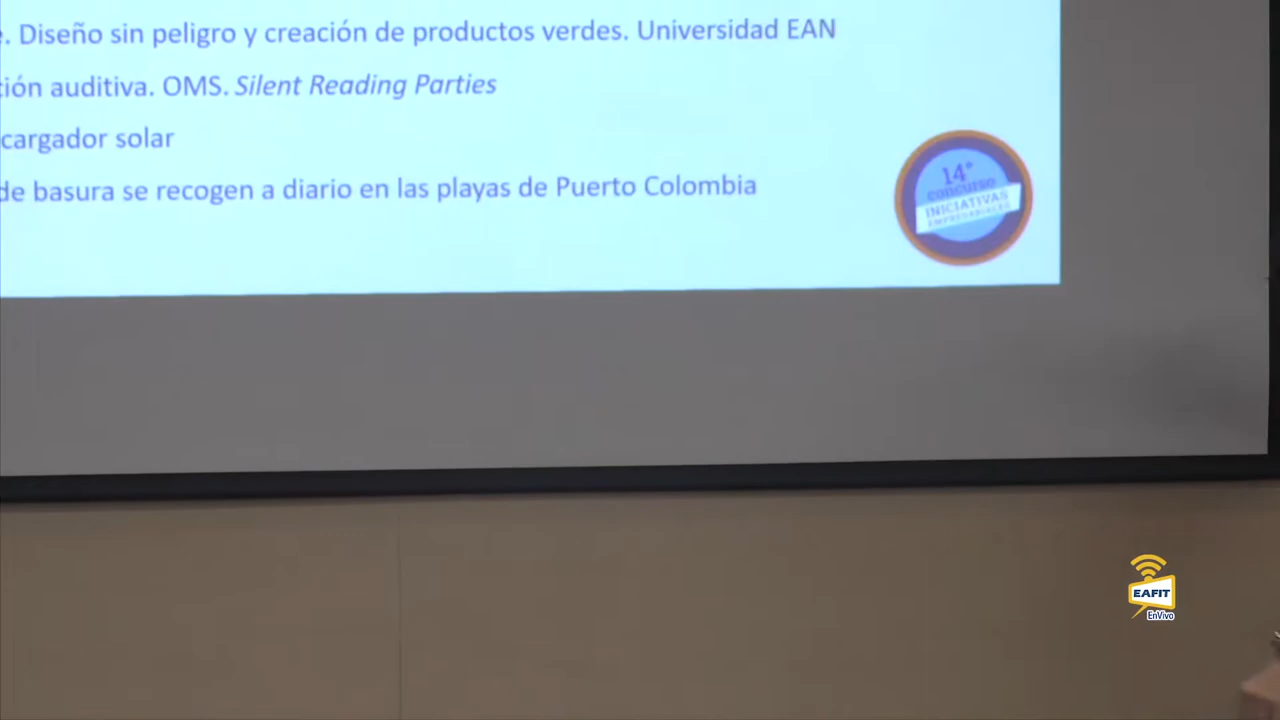 e. Diseño sin peligro y creación de productos verdes. Universidad EAN
ción auditiva. OMS. Silent Reading Parties
cargador solar
de basura se recogen a diario en las playas de Puerto Colombia
14°
CONCURSO
INICIATIVAS
EMPRESARIALES
EAFIT
EnVivo